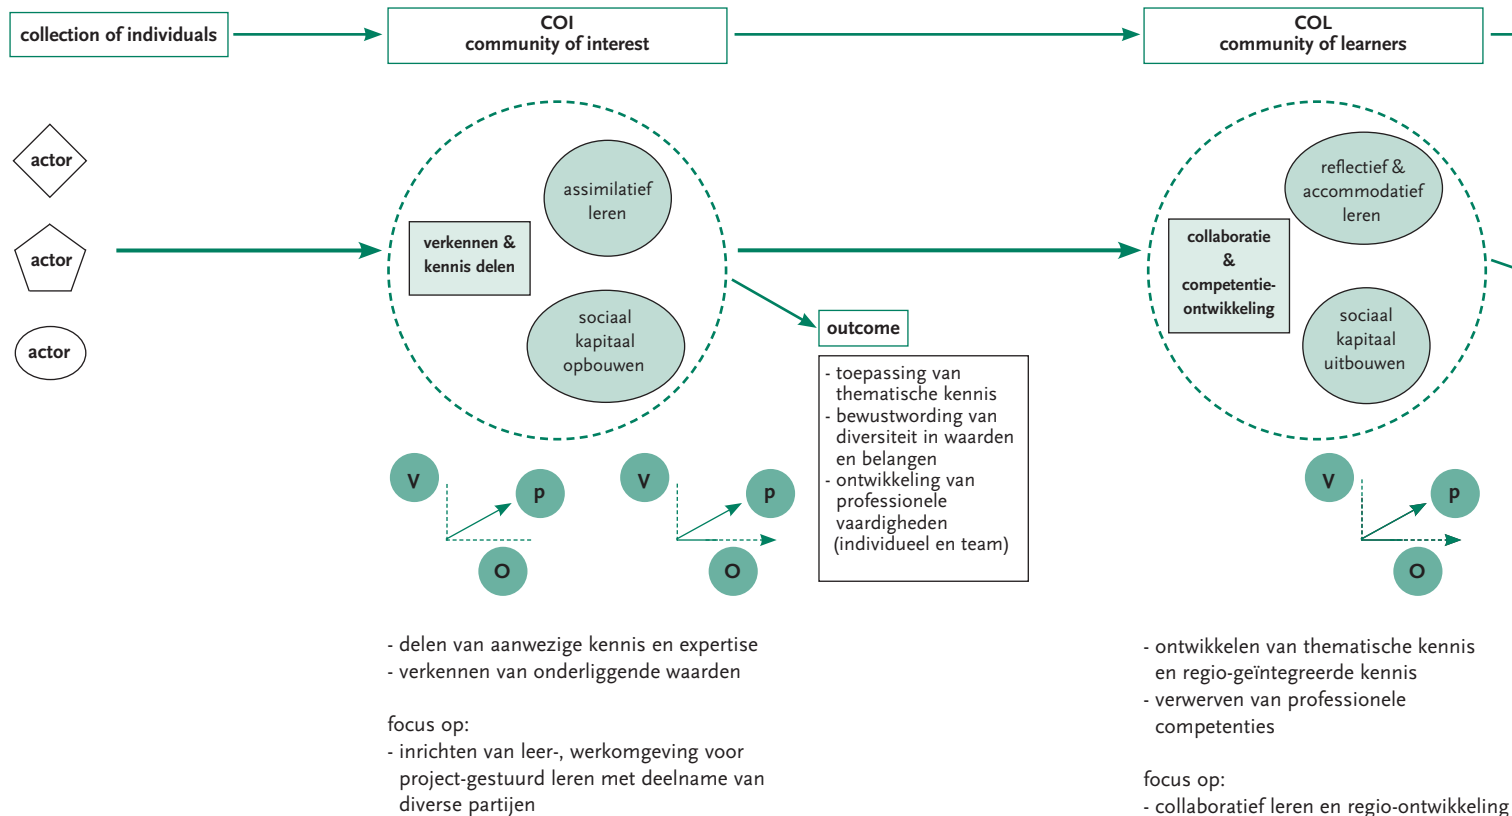 collection of individuals
COI
community of interest
COL
community of learners
actor
actor
actor
assimilatief
leren
verkennen &
kennis delen
sociaal
kapitaal
opbouwen
outcome
- toepassing van
thematische kennis
- bewustwording van
diversiteit in waarden
en belangen
- ontwikkeling van
professionele
vaardigheden
(individueel en team)
reflectief &
accommodatief
leren
collaboratie
&
competentie-
ontwikkeling
sociaal
kapitaal
uitbouwen
V
p
O
V
p
O
V
p
O
- delen van aanwezige kennis en expertise
- verkennen van onderliggende waarden
focus op:
- inrichten van leer-, werkomgeving voor
project-gestuurd leren met deelname van
diverse partijen
- ontwikkelen van thematische kennis
en regio-geïntegreerde kennis
- verwerven van professionele
competenties
focus op:
- collaboratief leren en regio-ontwikkeling